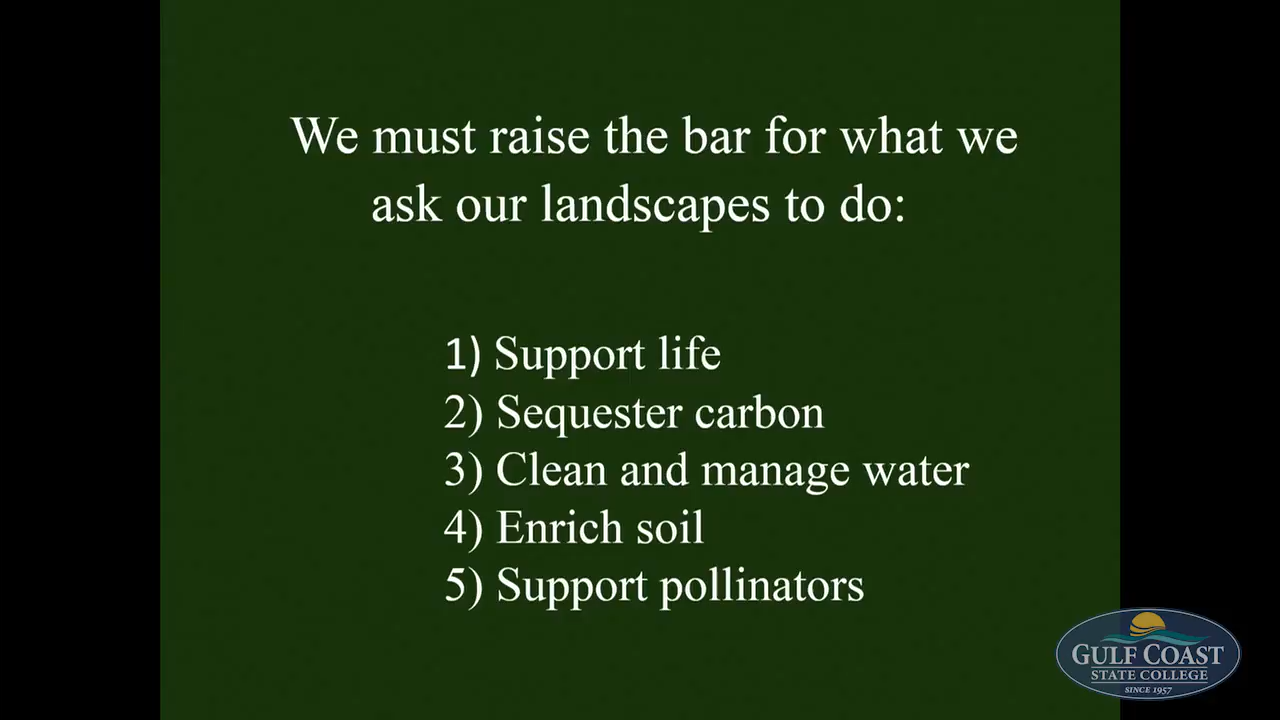 We must raise the bar for what we
ask our landscapes to do:
1) Support life
2) Sequester carbon
3) Clean and manage water
4) Enrich soil
5) Support pollinators
GULF COAST
STATE COLLEGE
SINCE 1957